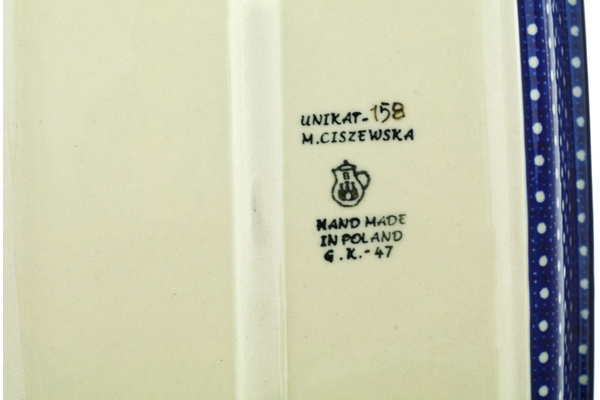 UNIKAT-158
M.CISZEWSKA
B
HAND MADE
IN POLAND
G.K.-47